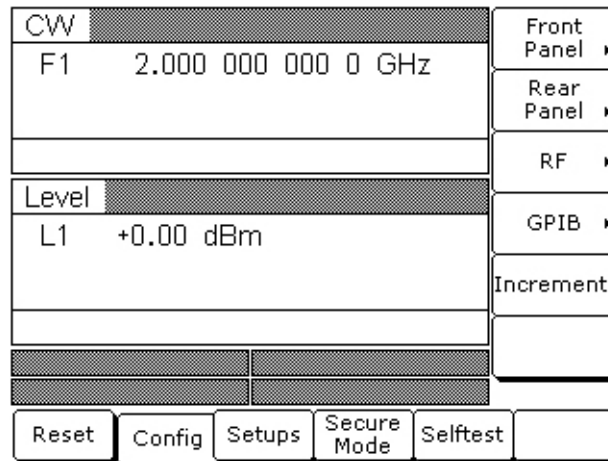 CW
F1 2.000 000 000 0 GHz
Level
L1 +0.00 dBm
Front
Panel
Rear
Panel
RF
GPIB
Increment
Reset
Config
Setups
Secure
Mode
Selftest